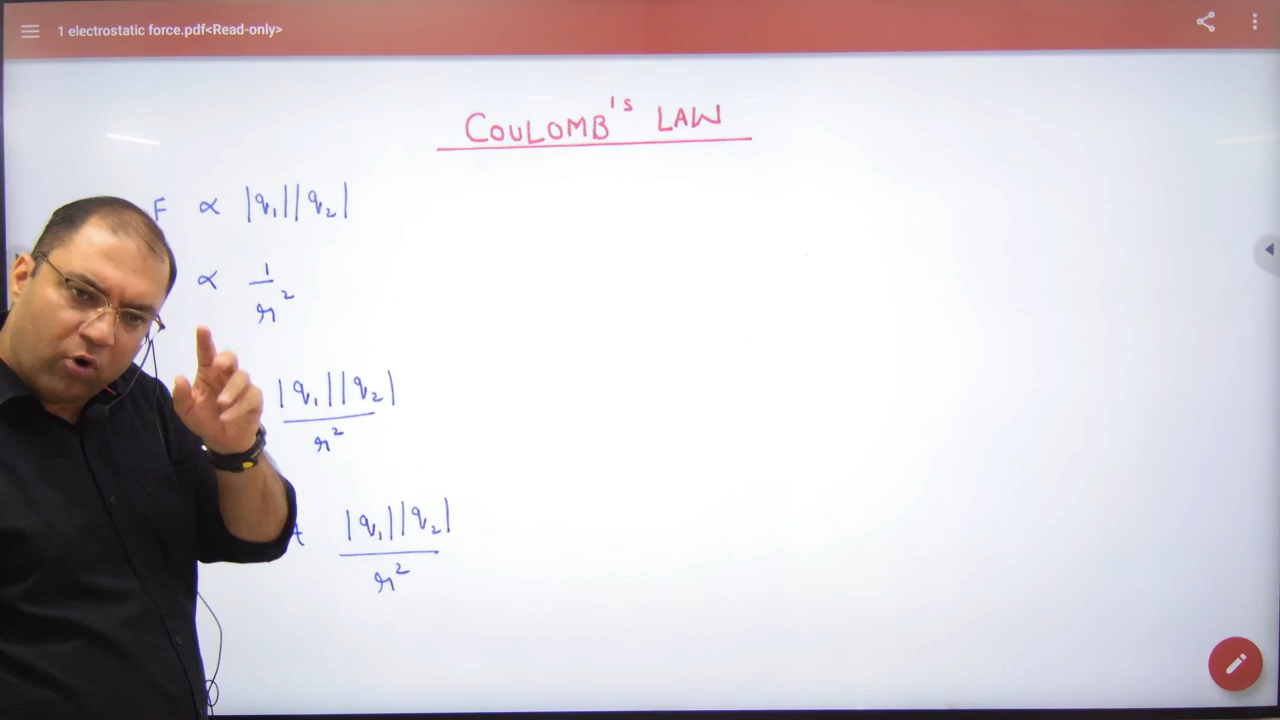 1 electrostatic force.pdf<Read-only>
COULOMB'S LAW
F ∝ |q₁||q₂|
∝ 1/r²
|q₁||q₂|/r²
|q₁||q₂|/r²